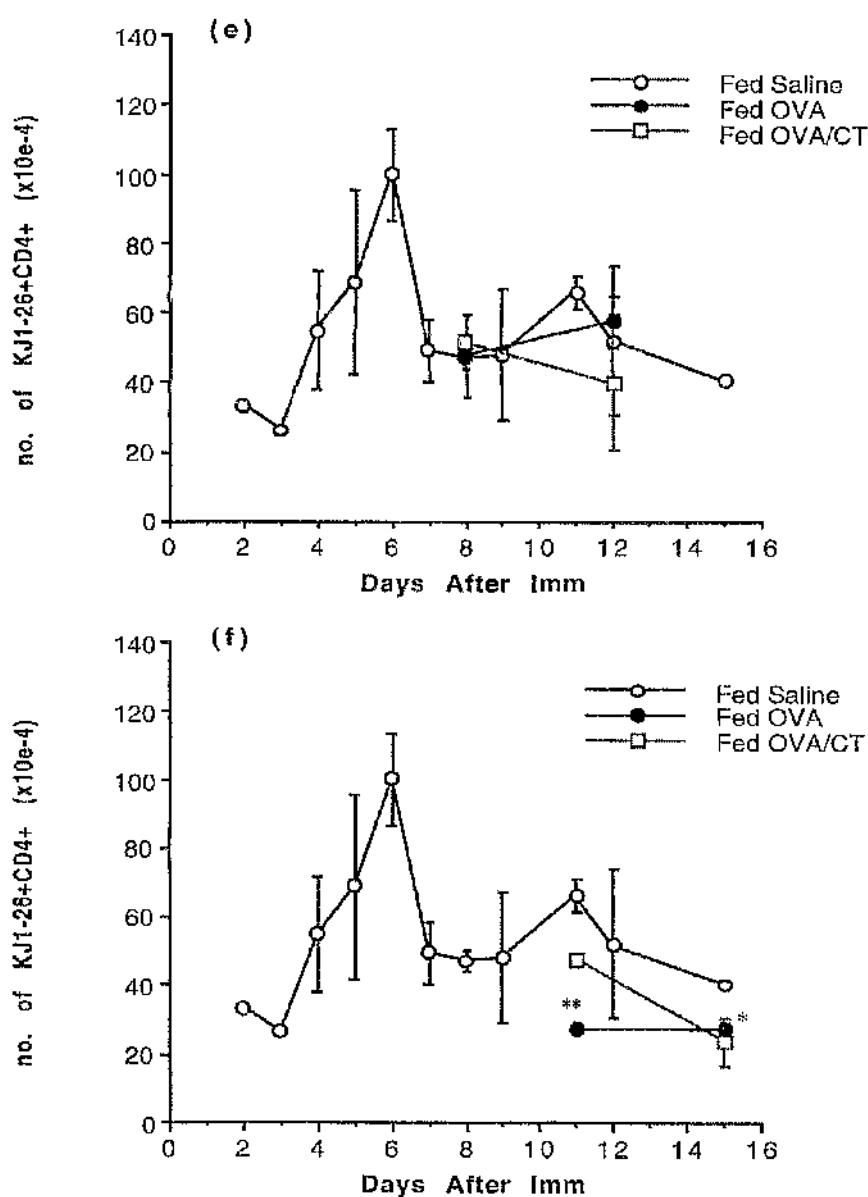 (e)
Fed Saline
Fed OVA
Fed OVA/CT
no. of KJ1-26+CD4+ (x10e-4)
140
120
100
80
60
40
20
0
0 2 4 6 8 10 12 14 16
Days After Imm
(f)
Fed Saline
Fed OVA
Fed OVA/CT
no. of KJ1-26+CD4+ (x10e-4)
140
120
100
80
60
40
20
0
**
*
0 2 4 6 8 10 12 14 16
Days After Imm